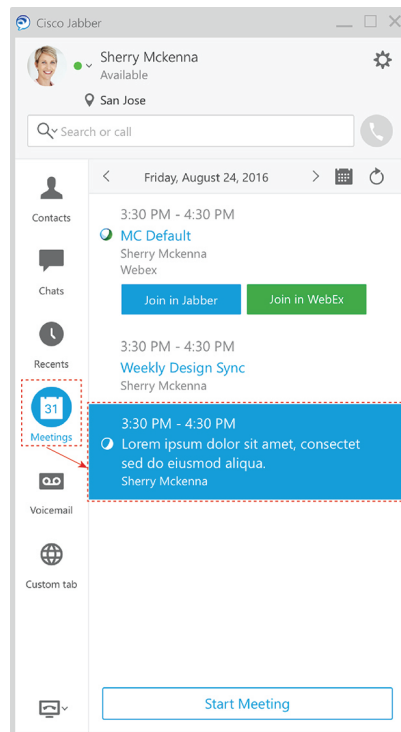 Cisco Jabber
Sherry Mckenna
Available
San Jose
Search or call
Friday, August 24, 2016
Contacts
Chats
Recents
31
Meetings
Voicemail
Custom tab
3:30 PM - 4:30 PM
MC Default
Sherry Mckenna
Webex
Join in Jabber
Join in WebEx
3:30 PM - 4:30 PM
Weekly Design Sync
Sherry Mckenna
3:30 PM - 4:30 PM
Lorem ipsum dolor sit amet, consectet
sed do eiusmod aliqua.
Sherry Mckenna
Start Meeting